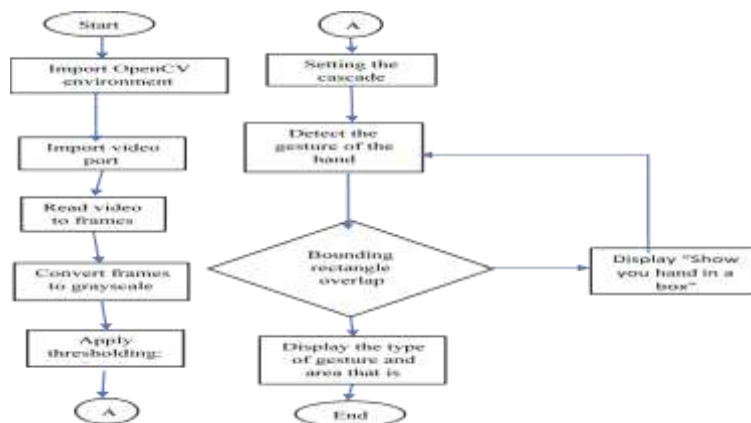 Start
Import OpenCV
environment
Import video
port
Read video
to frames
Convert frames
to grayscale
Apply
thresholding:
A
A
Setting the
cascade
Detect the
gesture of the
hand
Bounding
rectangle
overlap
Display "Show
you hand in a
box"
Display the type
of gesture and
area that is
End